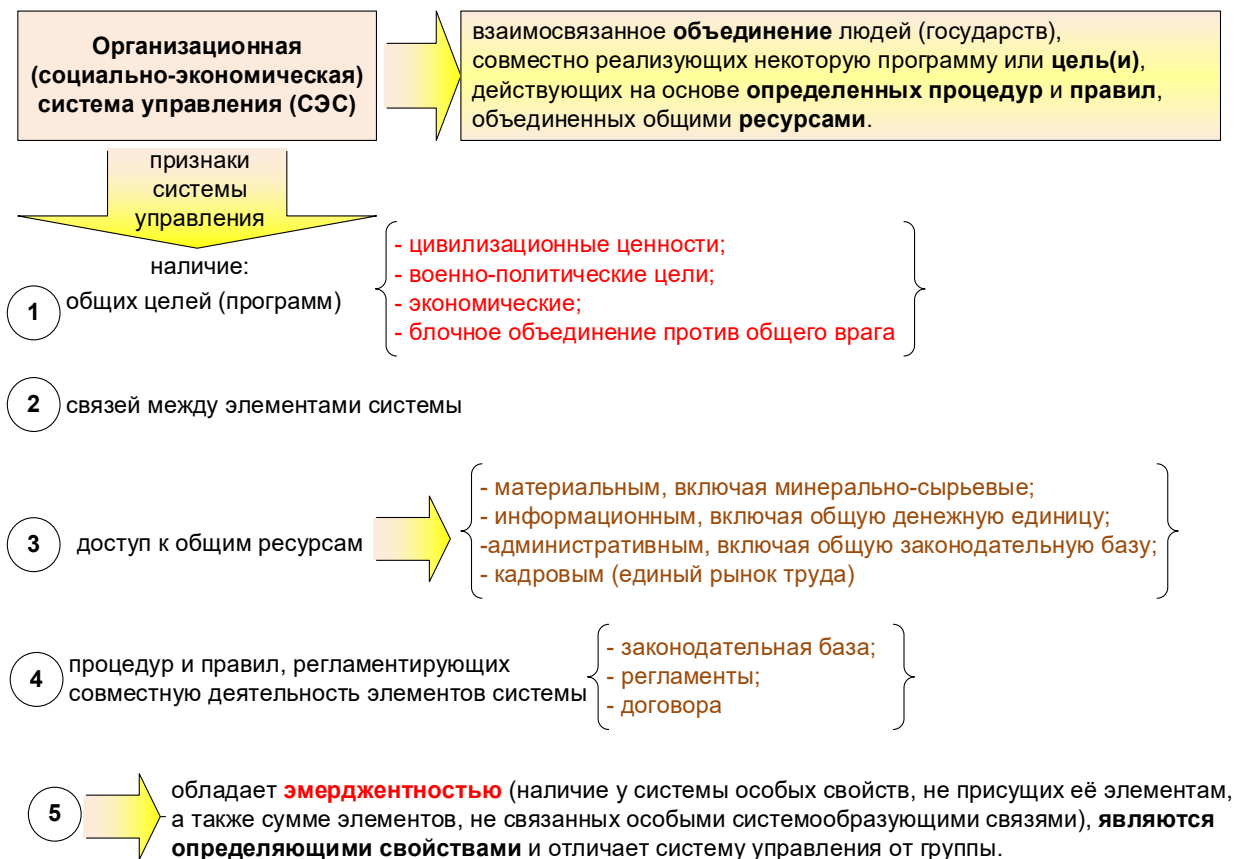 Организационная
(социально-экономическая)
система управления (СЭС)
взаимосвязанное объединение людей (государств),
совместно реализующих некоторую программу или цель(и),
действующих на основе определенных процедур и правил,
объединенных общими ресурсами.
признаки
системы
управления
наличие:
1
общих целей (программ)
- цивилизационные ценности;
- военно-политические цели;
- экономические;
- блочное объединение против общего врага
2
связей между элементами системы
3
доступ к общим ресурсам
- материальным, включая минерально-сырьевые;
- информационным, включая общую денежную единицу;
-административным, включая общую законодательную базу;
- кадровым (единый рынок труда)
4
процедур и правил, регламентирующих
совместную деятельность элементов системы
- законодательная база;
- регламенты;
- договора
5
обладает эмерджентностью (наличие у системы особых свойств, не присущих её элементам,
а также сумме элементов, не связанных особыми системообразующими связями), являются
определяющими свойствами и отличает систему управления от группы.